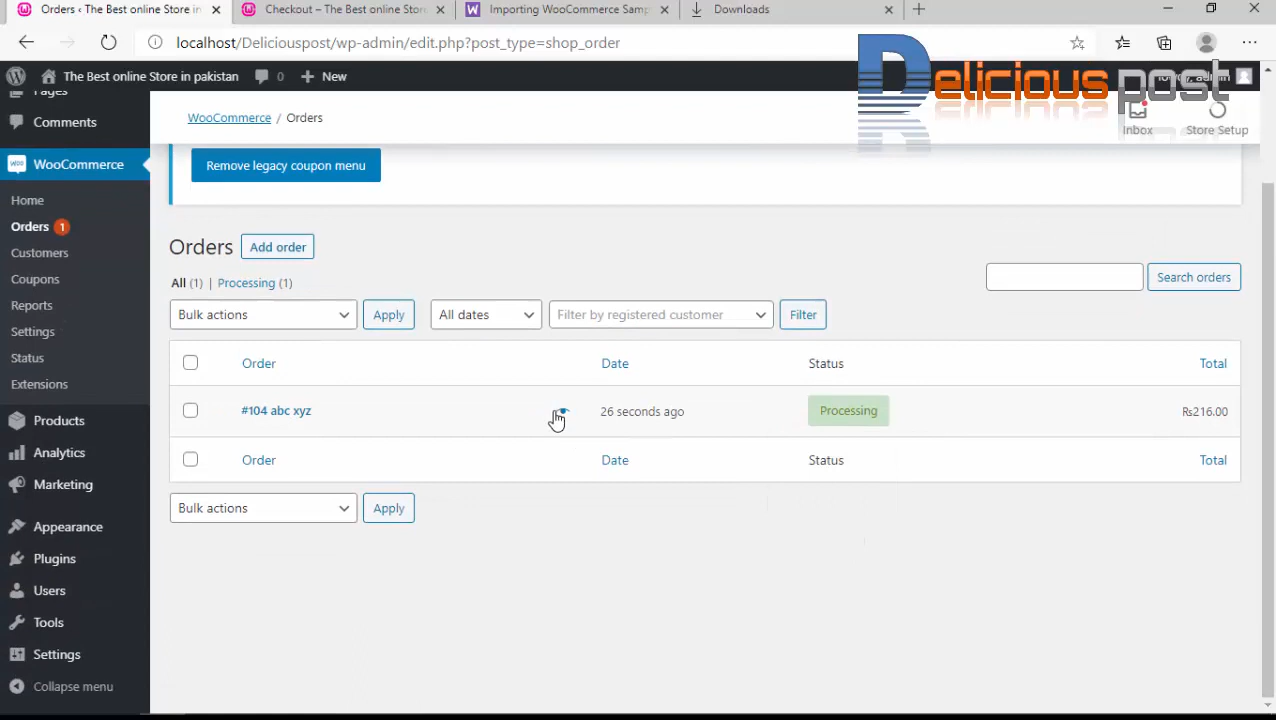 Orders ‹ The Best online Store in
Checkout – The Best online Store
Importing WooCommerce Samp
Downloads
localhost/Deliciouspost/wp-admin/edit.php?post_type=shop_order
The Best online Store in pakistan
0
New
Delicious post
admin
Pages
Comments
WooCommerce
Home
Orders 1
Customers
Coupons
Reports
Settings
Status
Extensions
Products
Analytics
Marketing
Appearance
Plugins
Users
Tools
Settings
Collapse menu
WooCommerce / Orders
Inbox
Store Setup
Remove legacy coupon menu
Orders
Add order
All (1) | Processing (1)
Search orders
Bulk actions
Apply
All dates
Filter by registered customer
Filter
Order
Date
Status
Total
#104 abc xyz
26 seconds ago
Processing
₨216.00
Order
Date
Status
Total
Bulk actions
Apply